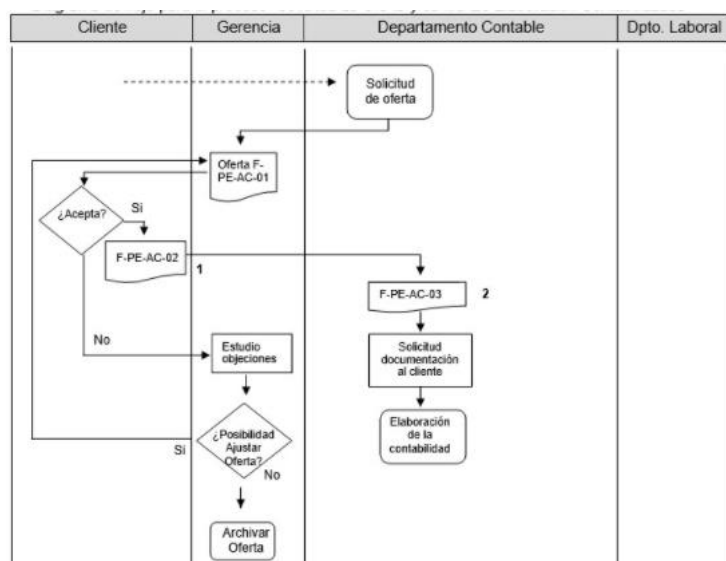 Cliente
Gerencia
Departamento Contable
Dpto. Laboral
Solicitud
de oferta
Oferta F-
PE-AC-01
¿Acepta?
Si
F-PE-AC-02
1
F-PE-AC-03
2
No
Estudio
objeciones
Solicitud
documentación
al cliente
¿Posibilidad
Ajustar
Oferta?
Si
No
Elaboración
de la
contabilidad
Archivar
Oferta